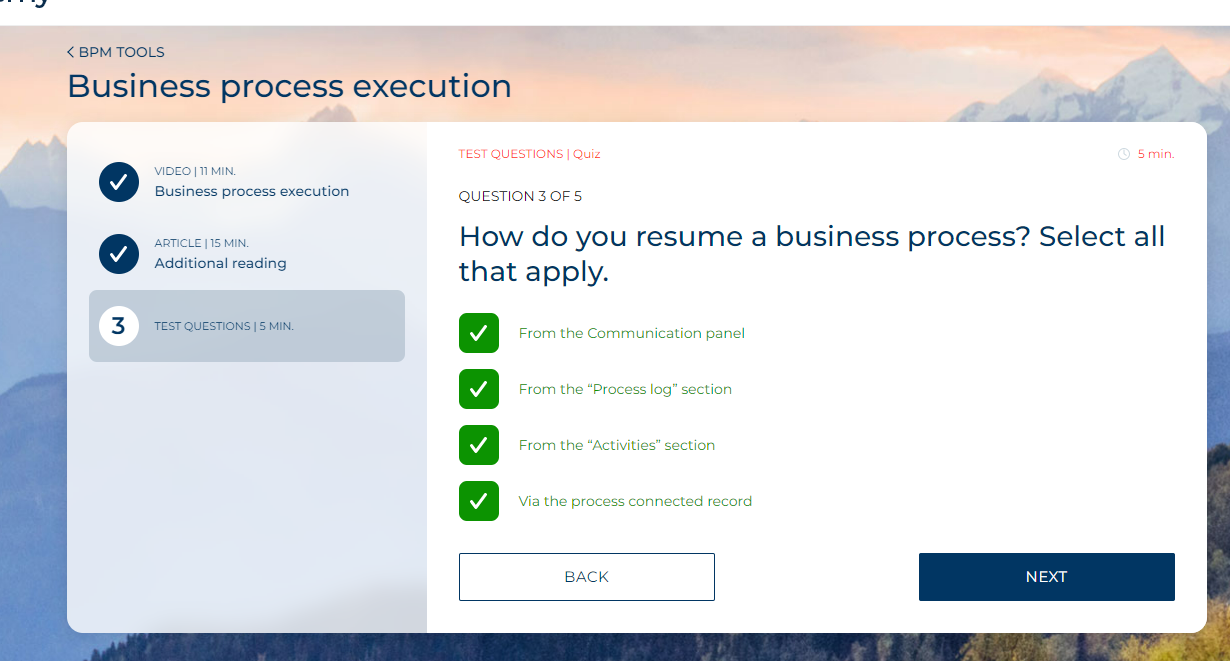 BPM TOOLS
Business process execution
VIDEO | 11 MIN.
Business process execution
ARTICLE | 15 MIN.
Additional reading
3
TEST QUESTIONS | 5 MIN.
TEST QUESTIONS | Quiz
5 min.
QUESTION 3 OF 5
How do you resume a business process? Select all
that apply.
From the Communication panel
From the “Process log” section
From the “Activities” section
Via the process connected record
BACK
NEXT